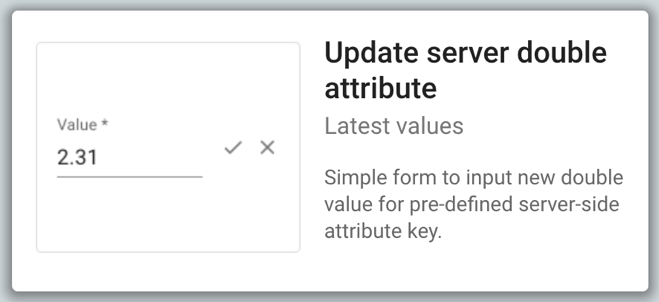 Value *
2.31
Update server double
attribute
Latest values
Simple form to input new double
value for pre-defined server-side
attribute key.